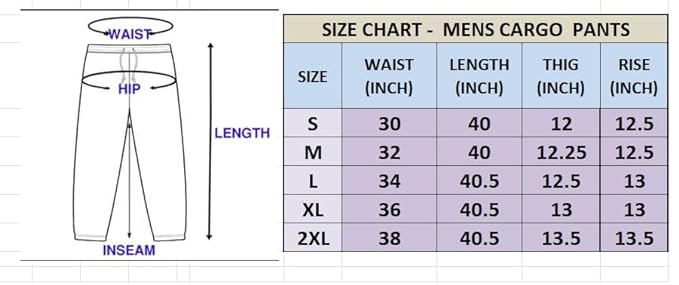 WAIST
HIP
LENGTH
INSEAM
SIZE CHART - MENS CARGO PANTS
SIZE WAIST (INCH) LENGTH (INCH) THIG (INCH) RISE (INCH)
S 30 40 12 12.5
M 32 40 12.25 12.5
L 34 40.5 12.5 13
XL 36 40.5 13 13
2XL 38 40.5 13.5 13.5